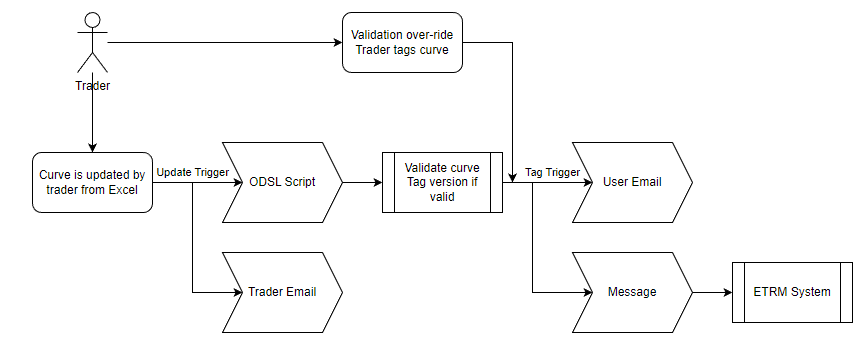 Validation over-ride
Trader tags curve
Trader
Curve is updated by
trader from Excel
Update Trigger
ODSL Script
Validate curve
Tag version if
valid
Tag Trigger
User Email
Trader Email
Message
ETRM System